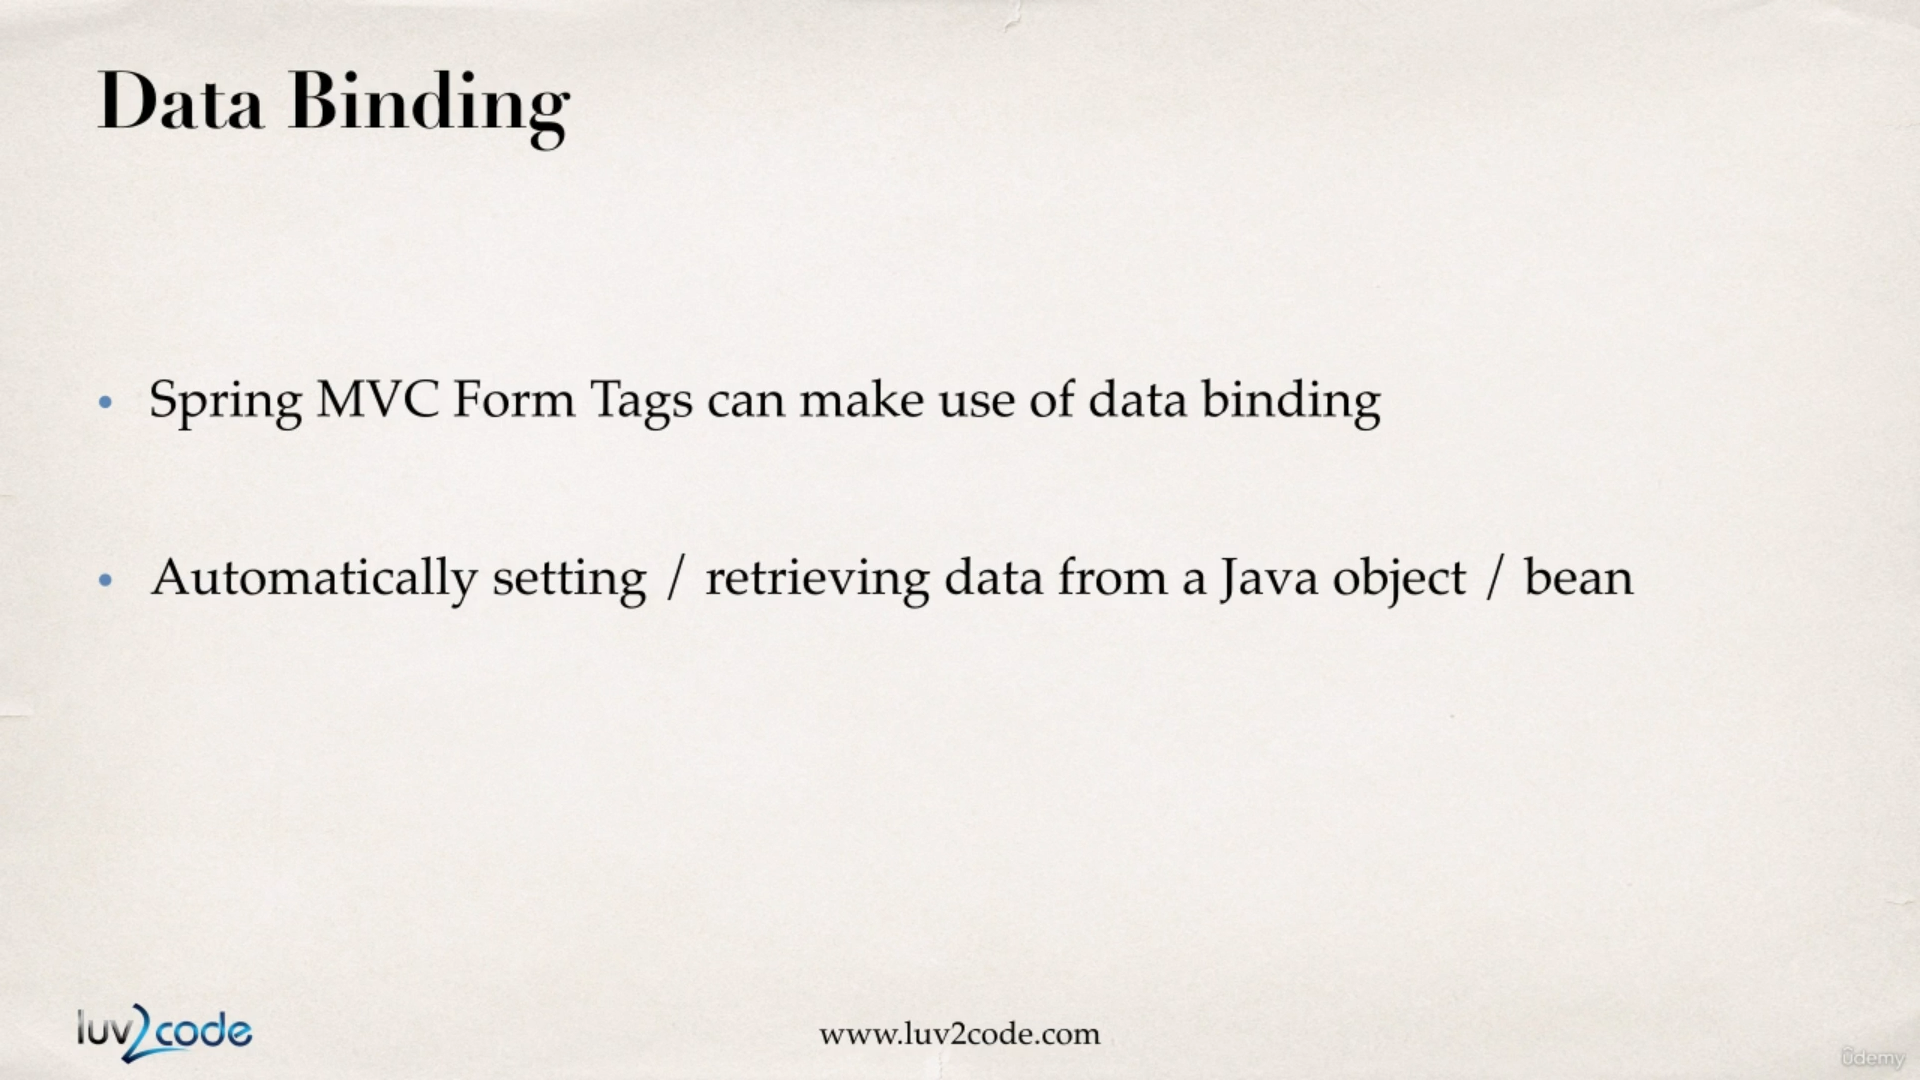 Data Binding
• Spring MVC Form Tags can make use of data binding
• Automatically setting / retrieving data from a Java object / bean
luv2code
www.luv2code.com
ûdemy